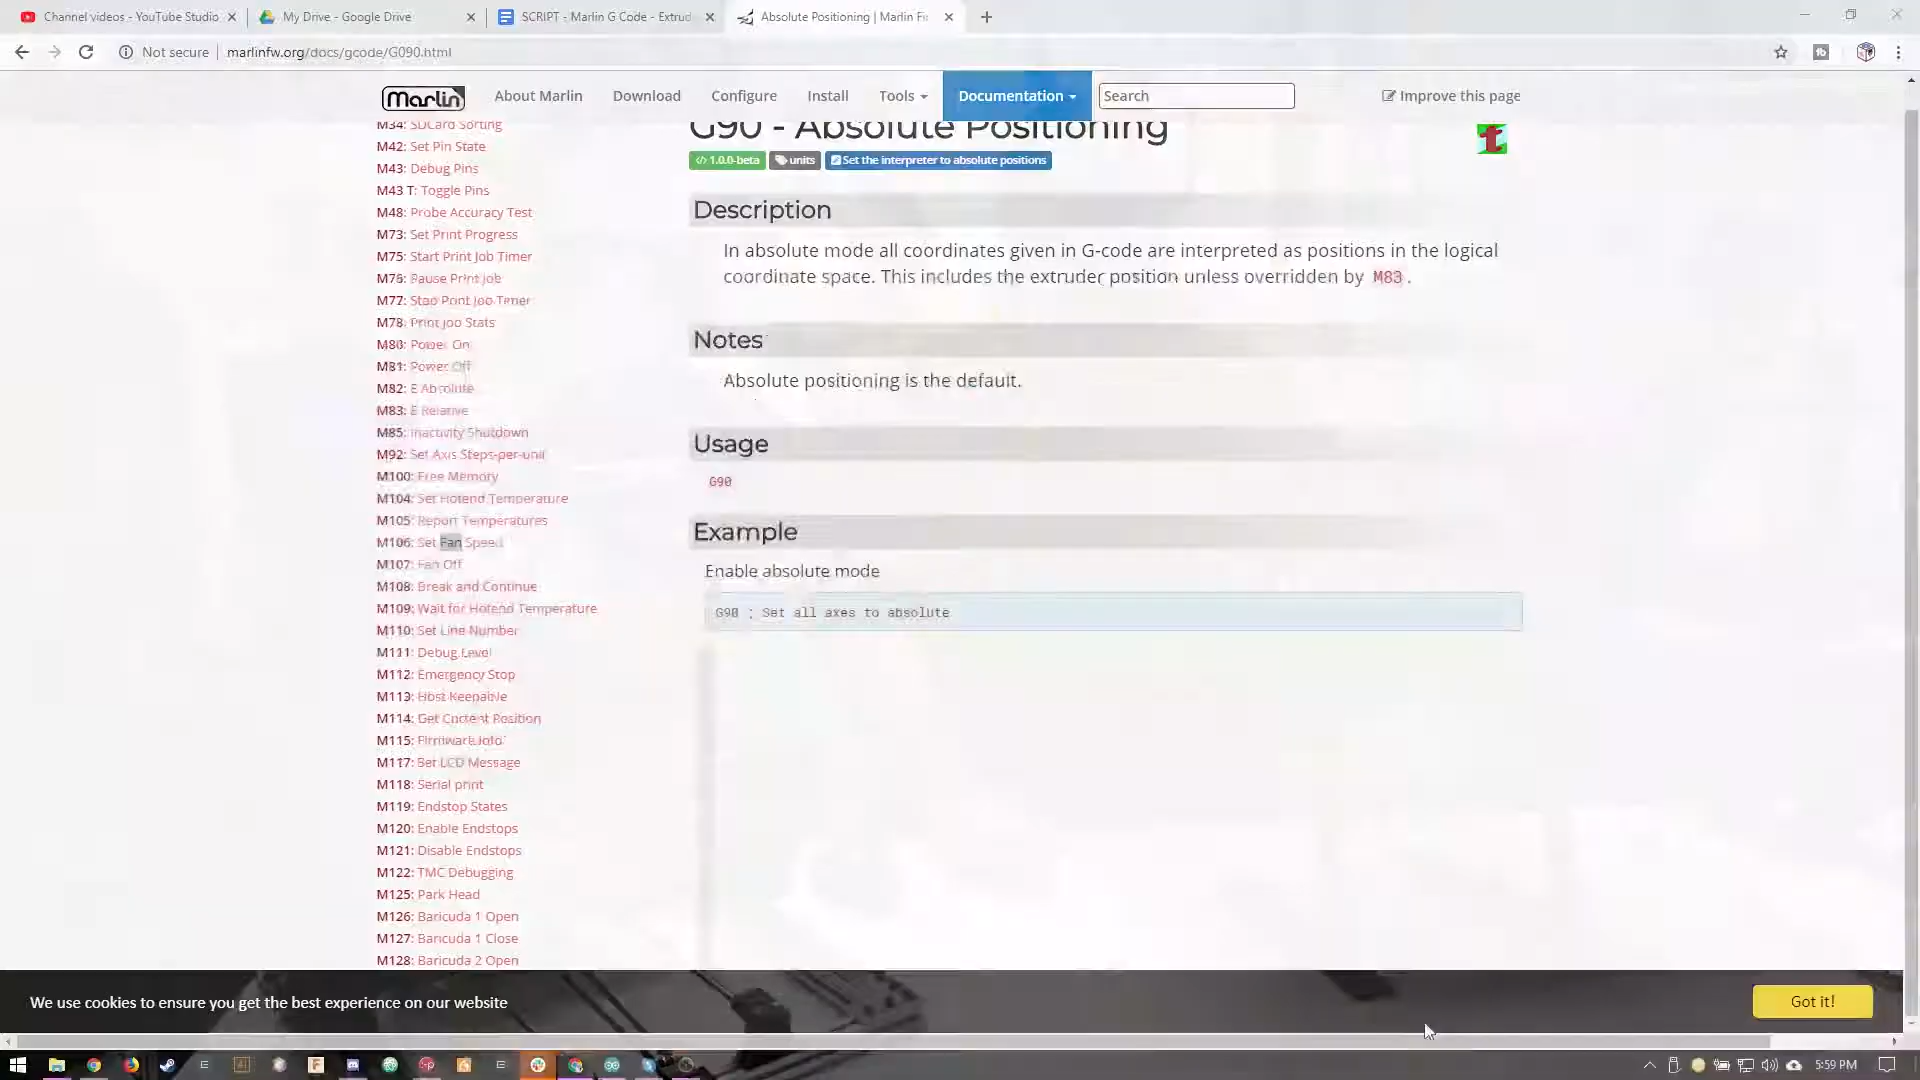 Channel videos - YouTube Studio
My Drive - Google Drive
SCRIPT - Marlin G Code - Extrud
Absolute Positioning | Marlin Fi
Not secure
marlinfw.org/docs/gcode/G090.html
Marlin
About Marlin
Download
Configure
Install
Tools
Documentation
Search
Improve this page
M34: SDCard Sorting
M42: Set Pin State
M43: Debug Pins
M43 T: Toggle Pins
M48: Probe Accuracy Test
M73: Set Print Progress
M75: Start Print Job Timer
M76: Pause Print Job
M77: Stop Print Job Timer
M78: Print Job Stats
M80: Power On
M81: Power Off
M82: E Absolute
M83: E Relative
M85: Inactivity Shutdown
M92: Set Axis Steps-per-unit
M100: Free Memory
M104: Set Hotend Temperature
M105: Report Temperatures
M106: Set Fan Speed
M107: Fan Off
M108: Break and Continue
M109: Wait for Hotend Temperature
M110: Set Line Number
M111: Debug Level
M112: Emergency Stop
M113: Host Keepalive
M114: Get Current Position
M115: Firmware Info
M117: Set LCD Message
M118: Serial print
M119: Endstop States
M120: Enable Endstops
M121: Disable Endstops
M122: TMC Debugging
M125: Park Head
M126: Baricuda 1 Open
M127: Baricuda 1 Close
M128: Baricuda 2 Open
G90 - Absolute Positioning
1.0.0-beta
units
Set the interpreter to absolute positions
Description
In absolute mode all coordinates given in G-code are interpreted as positions in the logical
coordinate space. This includes the extruder position unless overridden by M83 .
Notes
Absolute positioning is the default.
Usage
G90
Example
Enable absolute mode
G90 ; Set all axes to absolute
We use cookies to ensure you get the best experience on our website
Got it!
5:59 PM